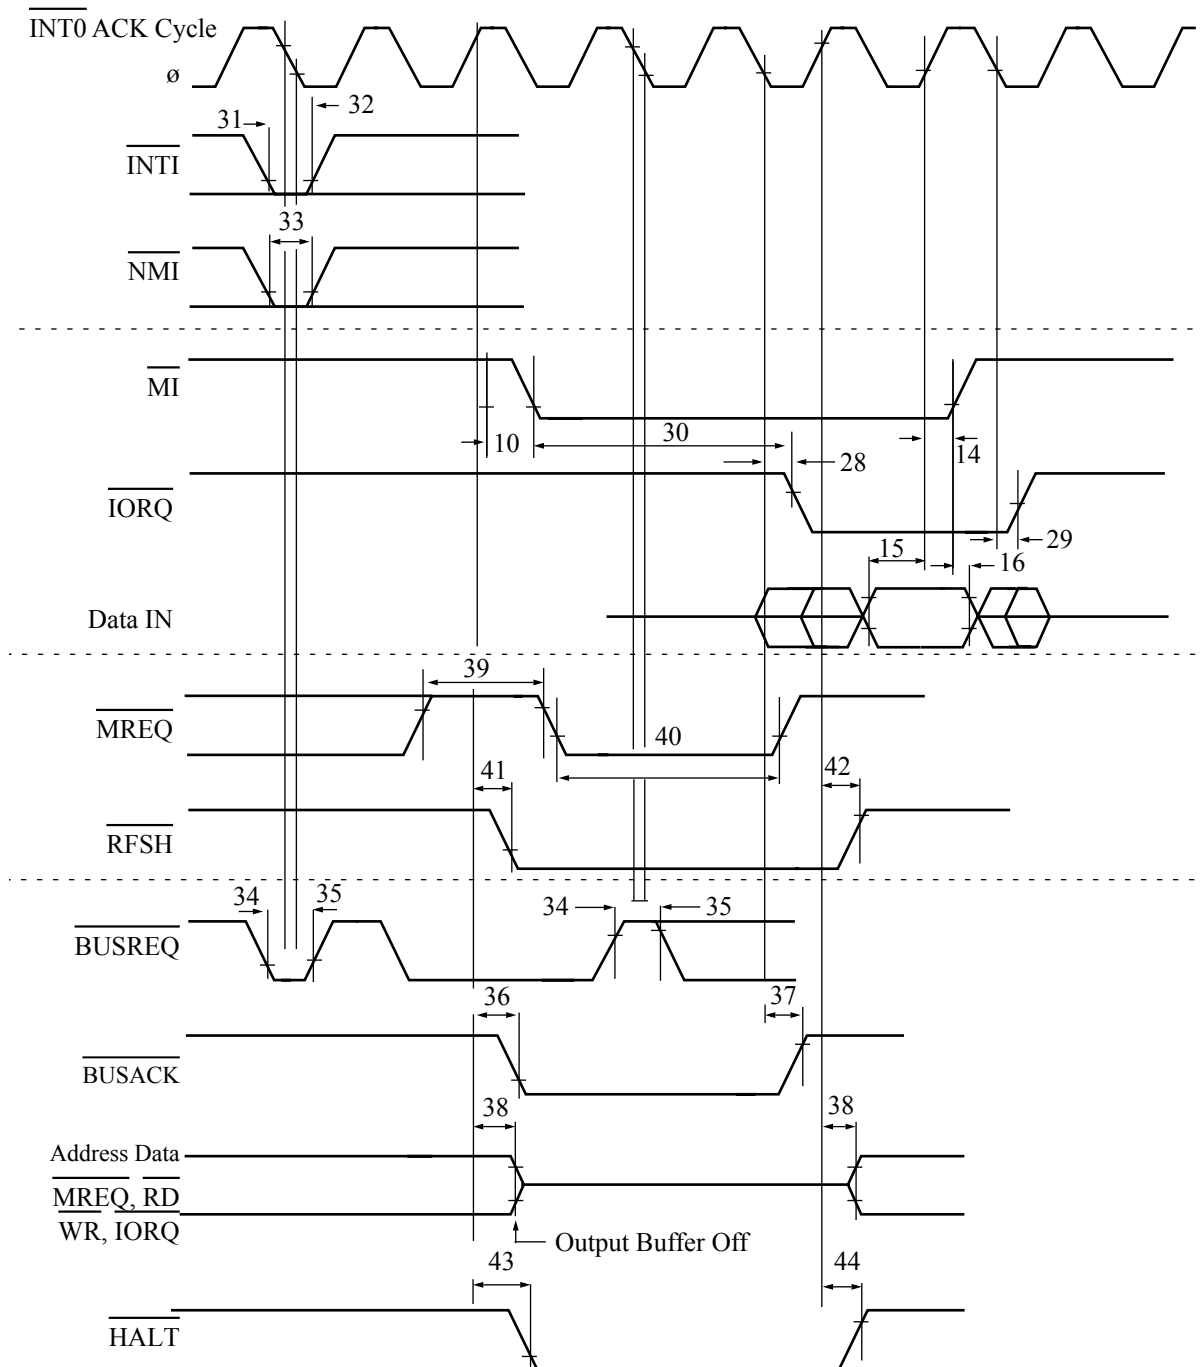 INT0 ACK Cycle
ø
31
32
INTI
33
NMI
MI
10
30
14
28
IORQ
29
15
16
Data IN
39
MREQ
40
41
42
RFSH
34
35
34
35
BUSREQ
36
37
BUSACK
38
38
Address Data
MREQ, RD
WR, IORQ
Output Buffer Off
43
44
HALT